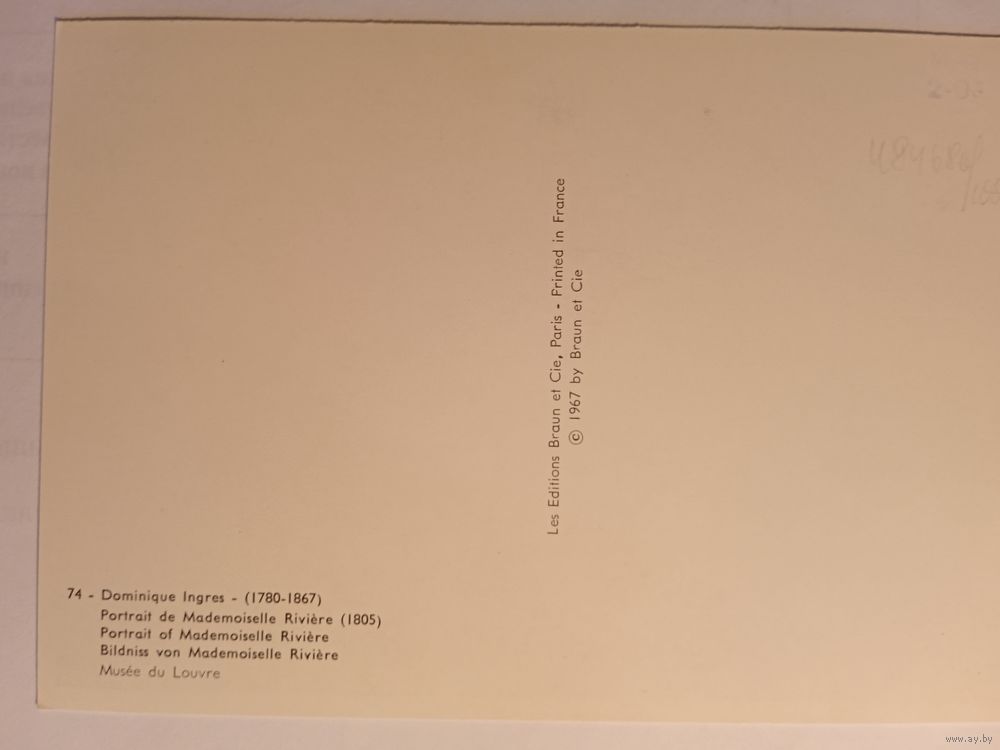 74 - Dominique Ingres - (1780-1867)
Portrait de Mademoiselle Rivière (1805)
Portrait of Mademoiselle Rivière
Bildniss von Mademoiselle Rivière
Musée du Louvre
Les Editions Braun et Cie, Paris - Printed in France
© 1967 by Braun et Cie
www.ay.by